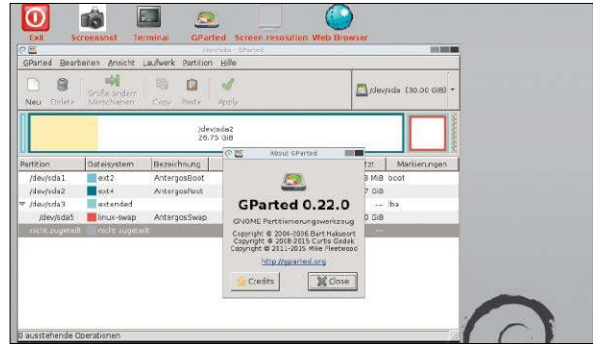 Exit Screenshot Terminal GParted Screen resolution Web Browser
/dev/sda - GParted
GParted Bearbeiten Ansicht Laufwerk Partition Hilfe
Neu Delete Größe ändern/Verschieben Copy Paste Apply
/dev/sda (30.00 GiB)
/dev/sda2
26.75 GiB
Partition Dateisystem Bezeichnung Markierungen
/dev/sda1 ext2 AntergosBoot MiB boot
/dev/sda2 ext4 AntergosRoot GiB
/dev/sda3 extended --- lba
/dev/sda5 linux-swap AntergosSwap GiB
nicht zugeteilt nicht zugeteilt ---
About GParted
GParted 0.22.0
GNOME Partitionierungswerkzeug
Copyright © 2004-2006 Bart Hakvoort
Copyright © 2008-2015 Curtis Gedak
Copyright © 2011-2015 Mike Fleetwood
http://gparted.org
Credits Close
0 ausstehende Operationen